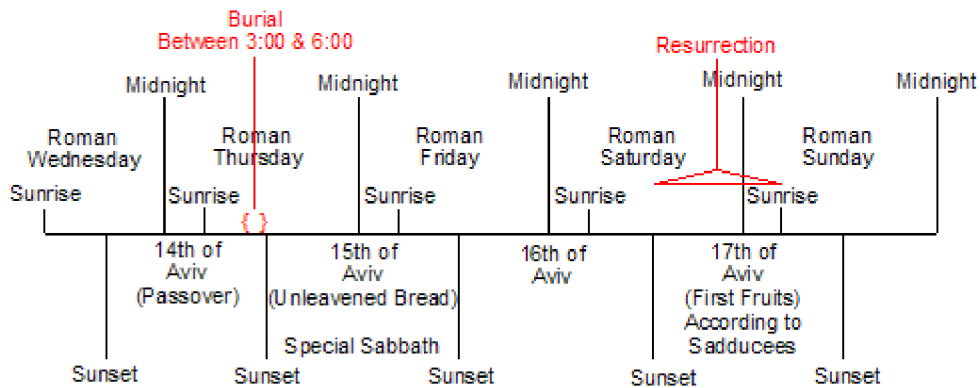 Burial
Between 3:00 & 6:00
Resurrection
Midnight
Midnight
Midnight
Midnight
Midnight
Roman
Wednesday
Roman
Thursday
Roman
Friday
Roman
Saturday
Roman
Sunday
Sunrise
Sunrise
Sunrise
Sunrise
Sunrise
{ }
14th of
Aviv
(Passover)
15th of
Aviv
(Unleavened Bread)
Special Sabbath
16th of
Aviv
17th of
Aviv
(First Fruits)
According to
Sadducees
Sunset
Sunset
Sunset
Sunset
Sunset